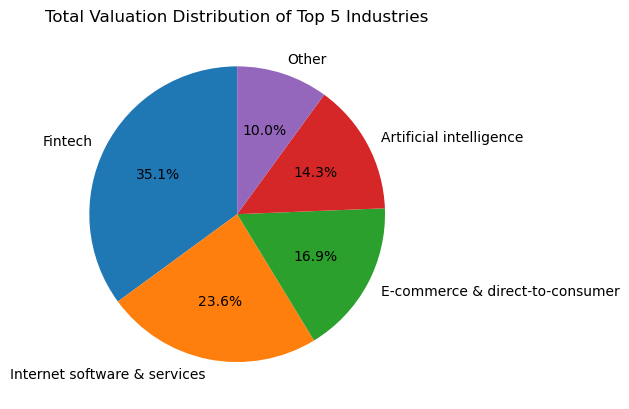 Total Valuation Distribution of Top 5 Industries
Other
Fintech
10.0%
Artificial intelligence
35.1%
14.3%
16.9%
E-commerce & direct-to-consumer
23.6%
Internet software & services